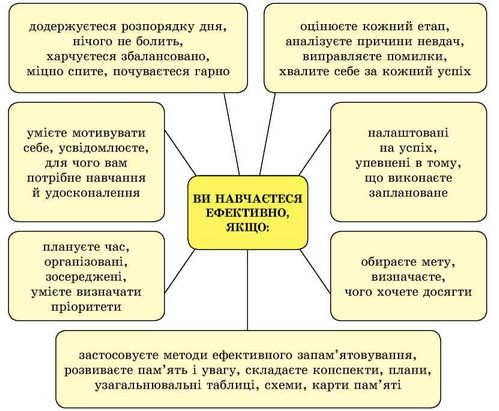 додержуєтеся розпорядку дня,
нічого не болить,
харчуєтеся збалансовано,
міцно спите, почуваєтеся гарно
оцінюєте кожний етап,
аналізуєте причини невдач,
виправляєте помилки,
хвалите себе за кожний успіх
умієте мотивувати
себе, усвідомлюєте,
для чого вам
потрібне навчання
й удосконалення
налаштовані
на успіх,
упевнені в тому,
що виконаєте
заплановане
ВИ НАВЧАЄТЕСЯ
ЕФЕКТИВНО,
ЯКЩО:
плануєте час,
організовані,
зосереджені,
умієте визначати
пріоритети
обираєте мету,
визначаєте,
чого хочете досягти
застосовуєте методи ефективного запам’ятовування,
розвиваєте пам’ять і увагу, складаєте конспекти, плани,
узагальнювальні таблиці, схеми, карти пам’яті